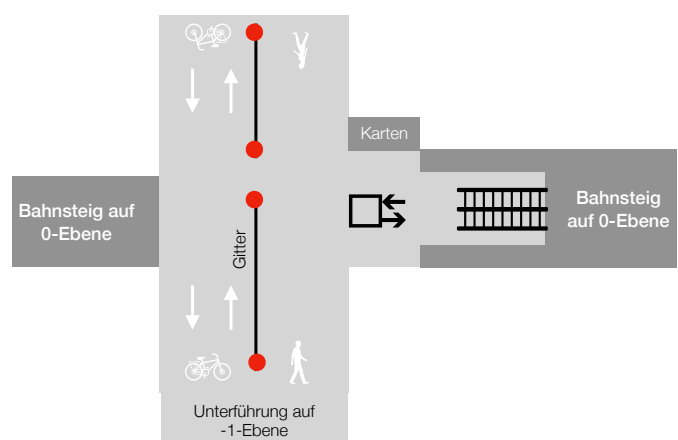 Karten
Bahnsteig auf
0-Ebene
Bahnsteig
auf 0-Ebene
Gitter
Unterführung auf
-1-Ebene